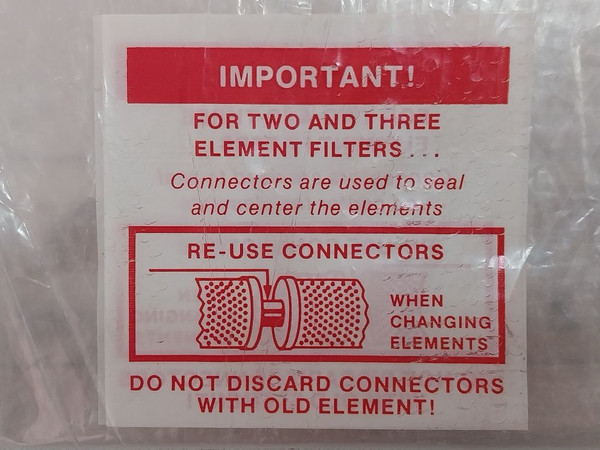 IMPORTANT!
FOR TWO AND THREE
ELEMENT FILTERS...
Connectors are used to seal
and center the elements
RE-USE CONNECTORS
WHEN
CHANGING
ELEMENTS
DO NOT DISCARD CONNECTORS
WITH OLD ELEMENT!